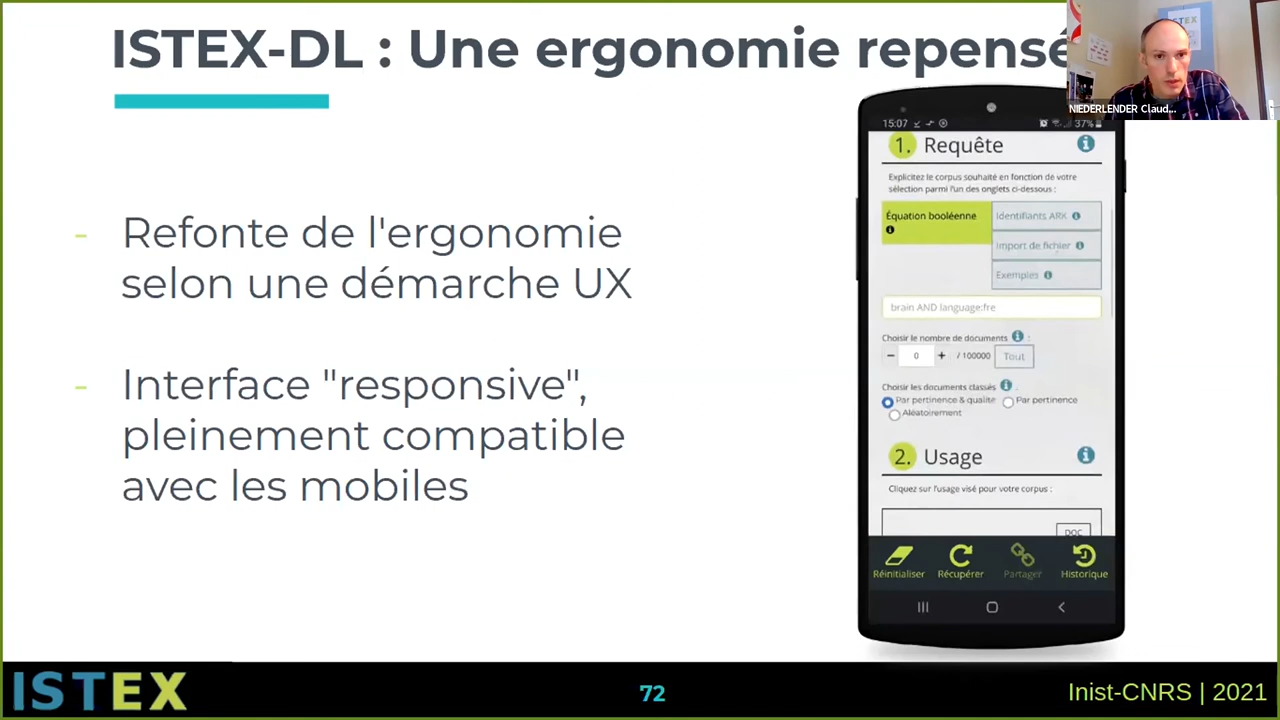 ISTEX-DL : Une ergonomie repensé
NIEDERLENDER Claud...
- Refonte de l'ergonomie
selon une démarche UX
- Interface "responsive",
pleinement compatible
avec les mobiles
15:07
37%
1. Requête
Explicitez le corpus souhaité en fonction de votre
sélection parmi l'un des onglets ci-dessous :
Équation booléenne
Identifiants ARK
Import de fichier
Exemples
brain AND language:fre
Choisir le nombre de documents :
− 0 + / 100000 Tout
Choisir les documents classés :
Par pertinence & qualité Par pertinence
Aléatoirement
2. Usage
Cliquez sur l'usage visé pour votre corpus :
DOC
Réinitialiser Récupérer Partager Historique
ISTEX
72
Inist-CNRS | 2021